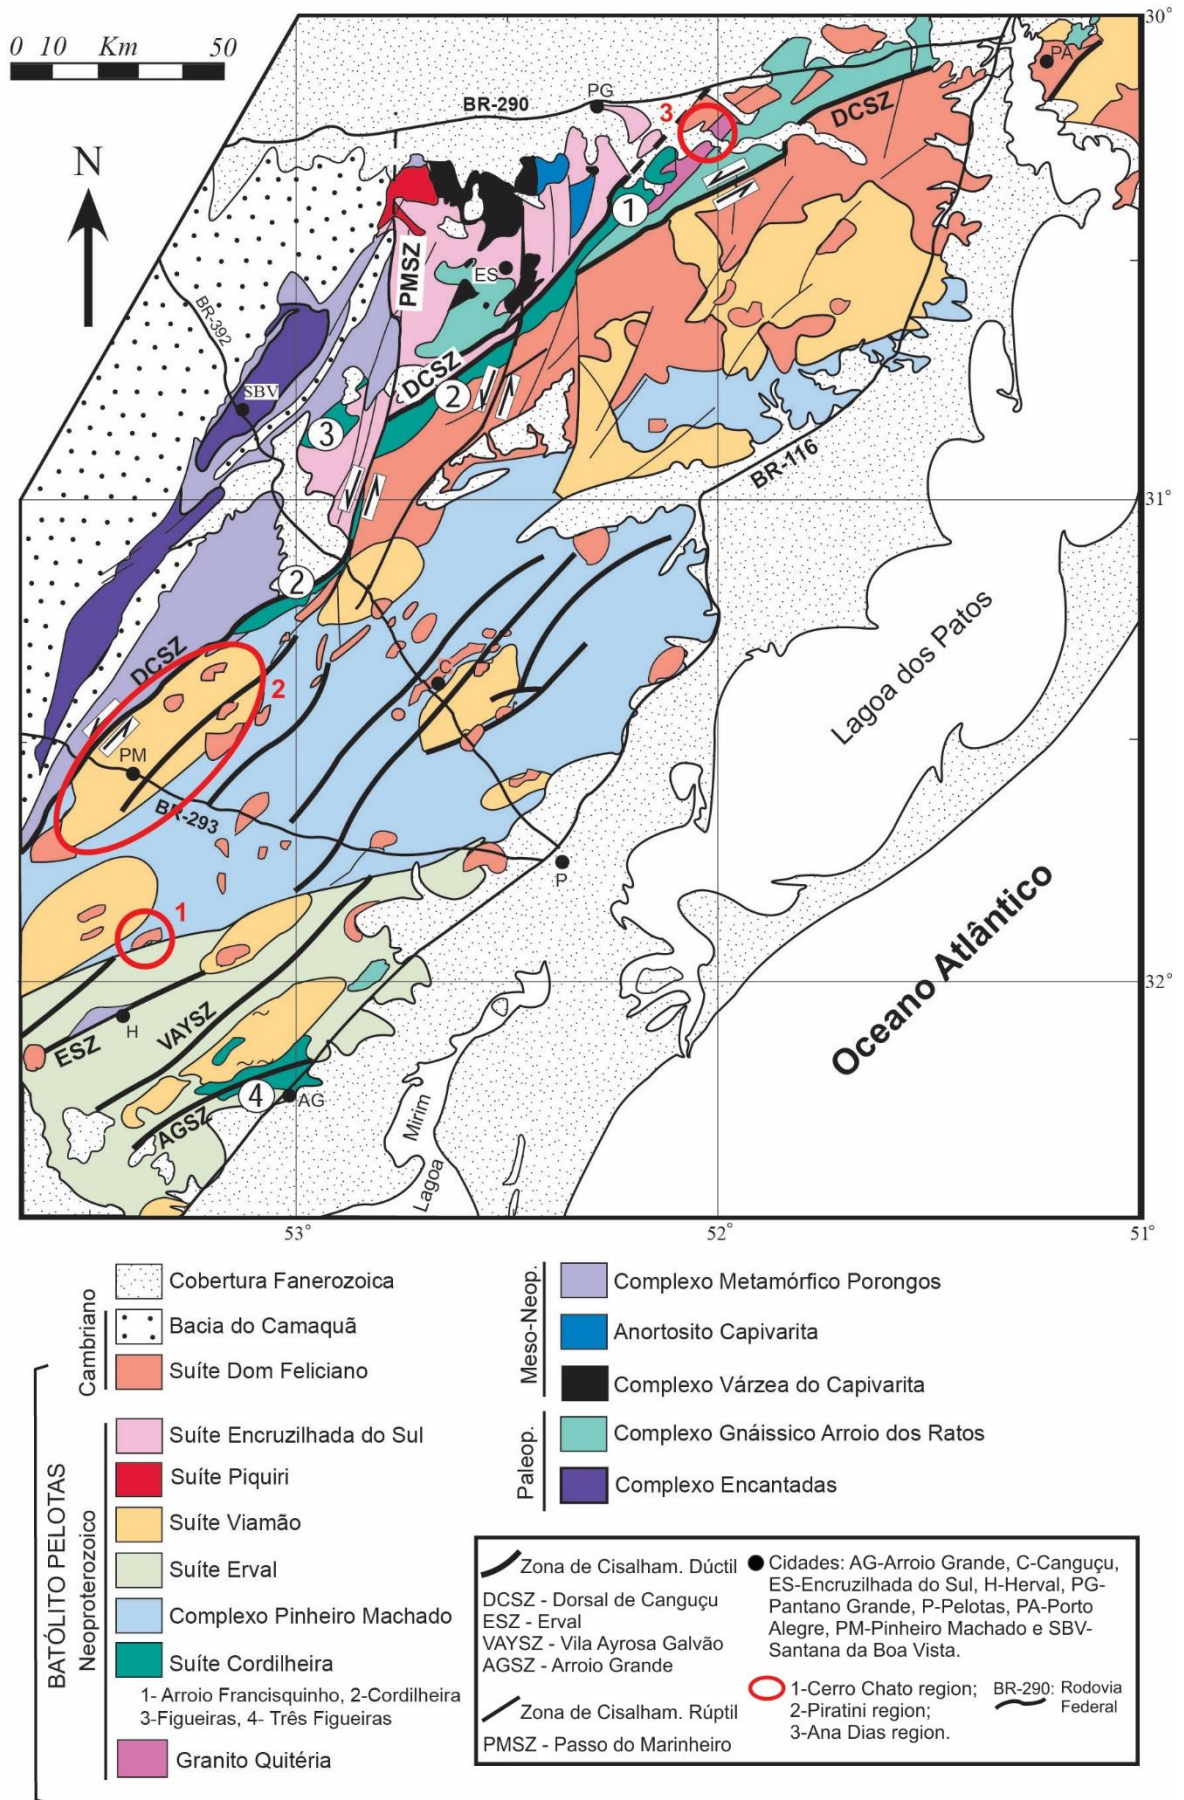 0 10 Km 50
30°
PA
PG
BR-290
3
DCSZ
N
1
PMSZ
ES
BR-392
SBV
DCSZ
2
3
BR-116
31°
2
DCSZ
2
C
Lagoa dos Patos
PM
BR-293
P
1
Oceano Atlântico
32°
VAYSZ
H
ESZ
4
AG
AGSZ
Lagoa Mirim
53° 52° 51°
Cobertura Fanerozoica
Cambriano
Bacia do Camaquã
Suíte Dom Feliciano
BATÓLITO PELOTAS
Neoproterozoico
Suíte Encruzilhada do Sul
Suíte Piquiri
Suíte Viamão
Suíte Erval
Complexo Pinheiro Machado
Suíte Cordilheira
1- Arroio Francisquinho, 2-Cordilheira
3-Figueiras, 4- Três Figueiras
Granito Quitéria
Meso-Neop.
Complexo Metamórfico Porongos
Anortosito Capivarita
Complexo Várzea do Capivarita
Paleop.
Complexo Gnáissico Arroio dos Ratos
Complexo Encantadas
Zona de Cisalham. Dúctil
DCSZ - Dorsal de Canguçu
ESZ - Erval
VAYSZ - Vila Ayrosa Galvão
AGSZ - Arroio Grande
Zona de Cisalham. Rúptil
PMSZ - Passo do Marinheiro
Cidades: AG-Arroio Grande, C-Canguçu,
ES-Encruzilhada do Sul, H-Herval, PG-
Pantano Grande, P-Pelotas, PA-Porto
Alegre, PM-Pinheiro Machado e SBV-
Santana da Boa Vista.
1-Cerro Chato region;
2-Piratini region;
3-Ana Dias region.
BR-290: Rodovia
Federal